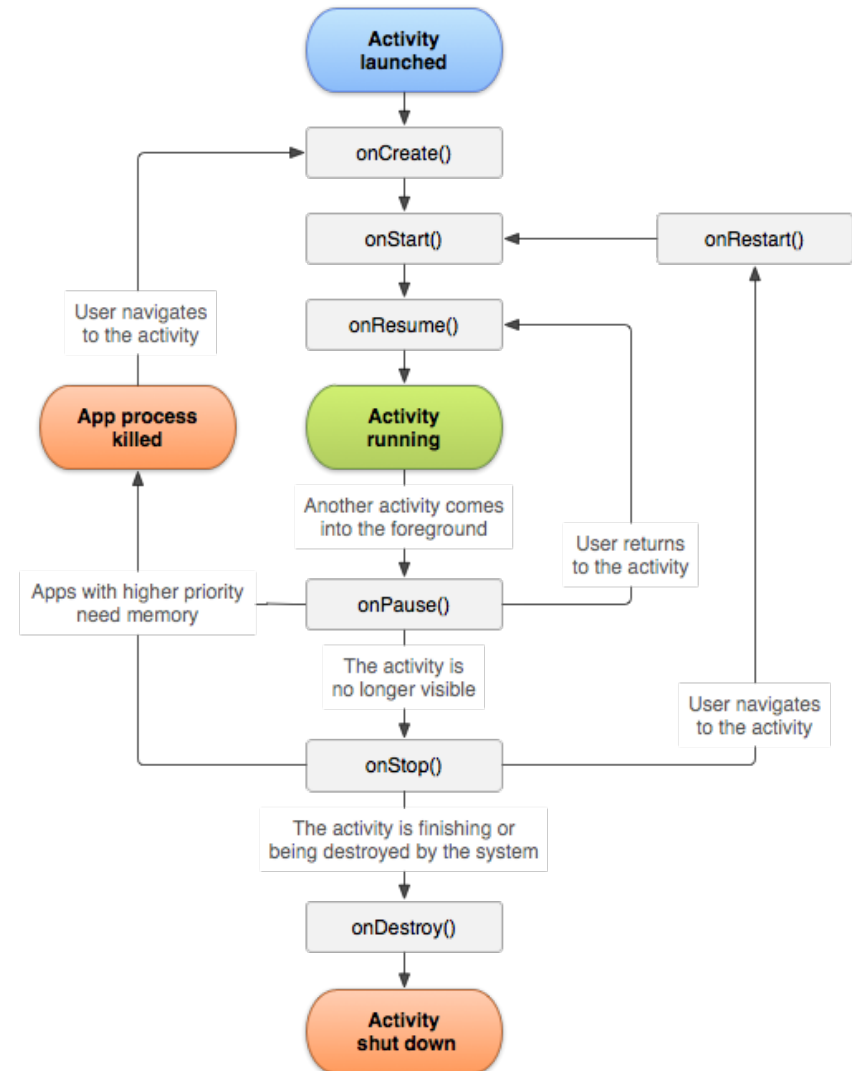 Activity
launched
onCreate()
onStart()
onRestart()
User navigates
to the activity
onResume()
App process
killed
Activity
running
Another activity comes
into the foreground
User returns
to the activity
Apps with higher priority
need memory
onPause()
The activity is
no longer visible
User navigates
to the activity
onStop()
The activity is finishing or
being destroyed by the system
onDestroy()
Activity
shut down